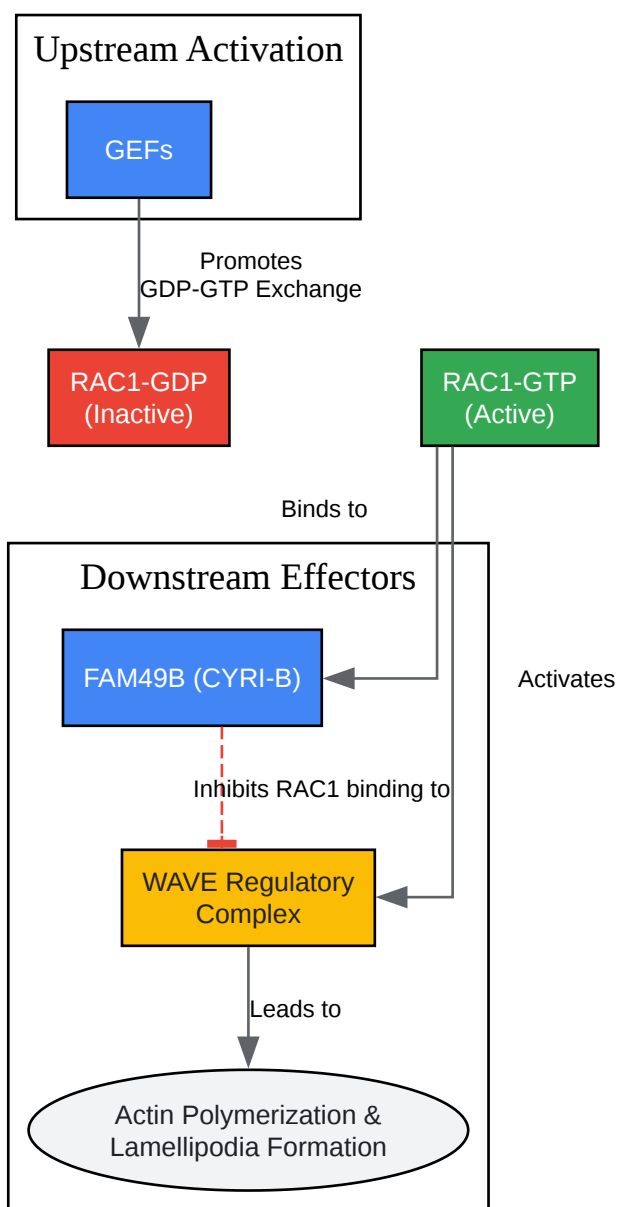 Upstream Activation
GEFs
Promotes
GDP-GTP Exchange
RAC1-GDP
(Inactive)
RAC1-GTP
(Active)
Binds to
Downstream Effectors
FAM49B (CYRI-B)
Activates
Inhibits RAC1 binding to
WAVE Regulatory
Complex
Leads to
Actin Polymerization &
Lamellipodia Formation